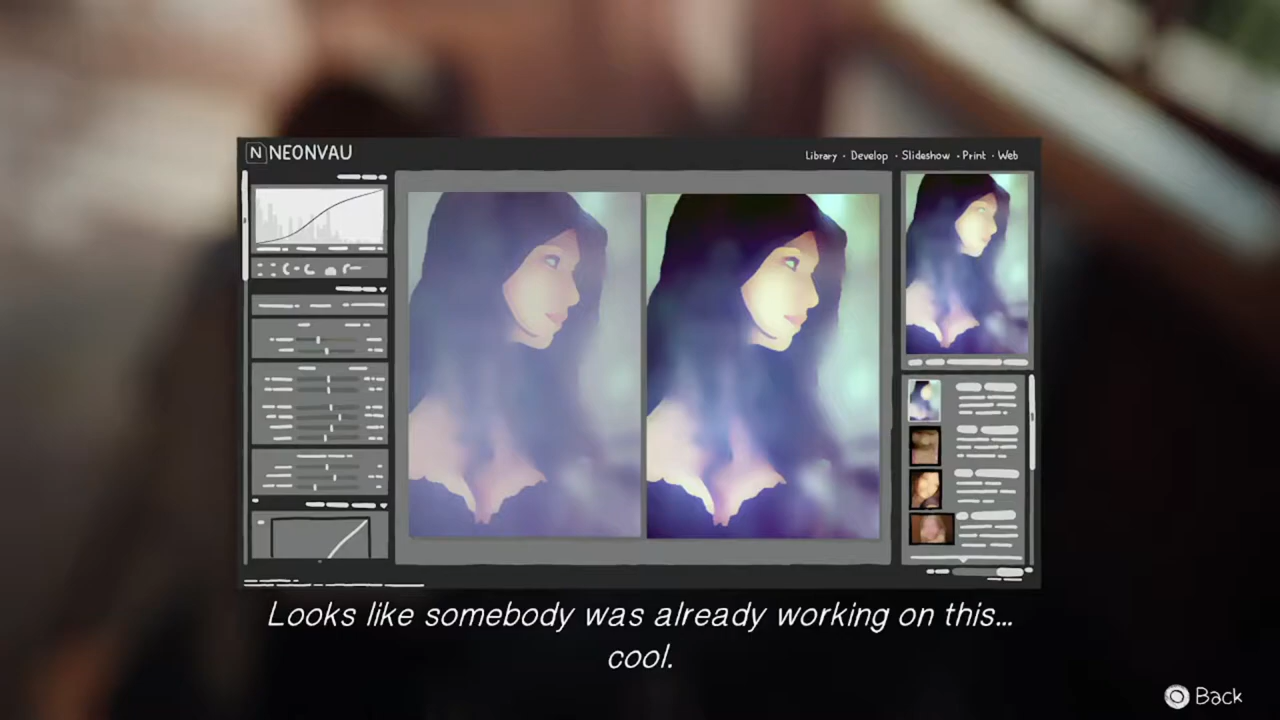 N NEONVAU
Library · Develop · Slideshow · Print · Web
Looks like somebody was already working on this...
cool.
Back